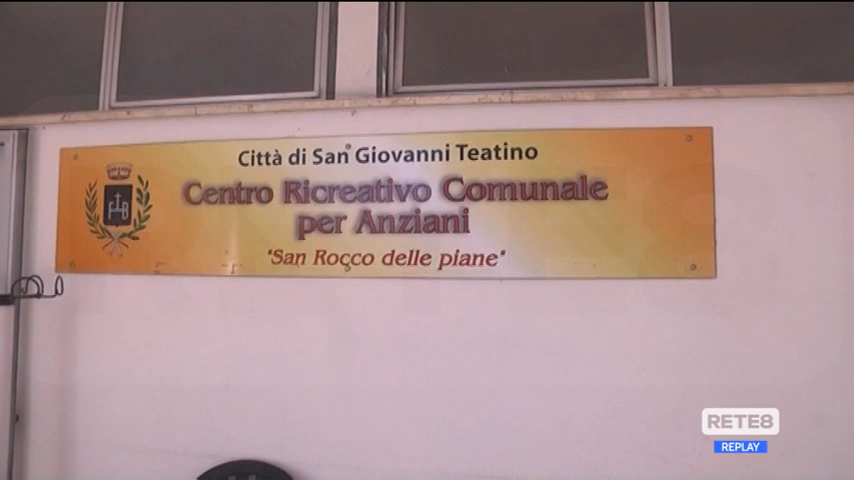 Città di San Giovanni Teatino
Centro Ricreativo Comunale
per Anziani
"San Rocco delle piane"
RETE8
REPLAY